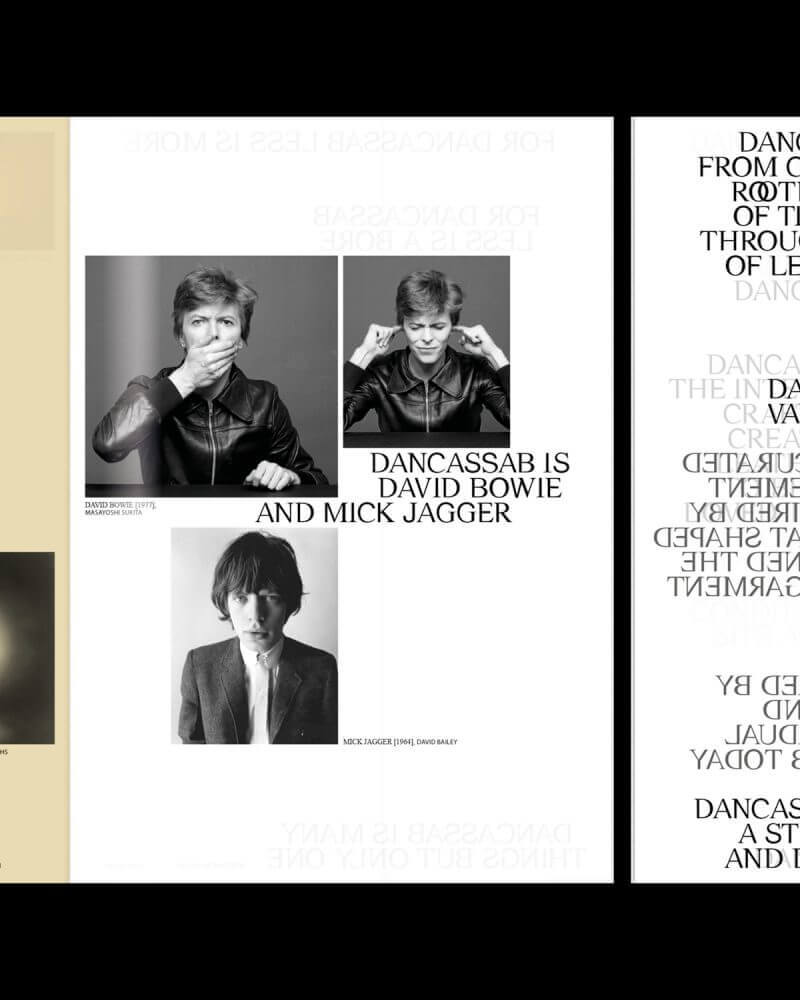 HS
FOR DANCASSAB LESS IS MORE
FOR DANCASSAB
LESS IS A BORE
DAVID BOWIE [1977],
MASAYOSHI SUKITA
DANCASSAB IS
DAVID BOWIE
AND MICK JAGGER
MICK JAGGER [1964], DAVID BAILEY
DANCASSAB IS MANY
THINGS BUT ONLY ONE
DANC
FROM C
ROOT
OF TI
THROUG
OF LE
DANC
DANCA
THE IN
DA
CRA
VA
CREA
CURATED
EMENT
IRED BY
AT SHAPED
NED THE
GARMENT
ED BY
ND
DUAL
B TODAY
DANCAS
A ST
AND